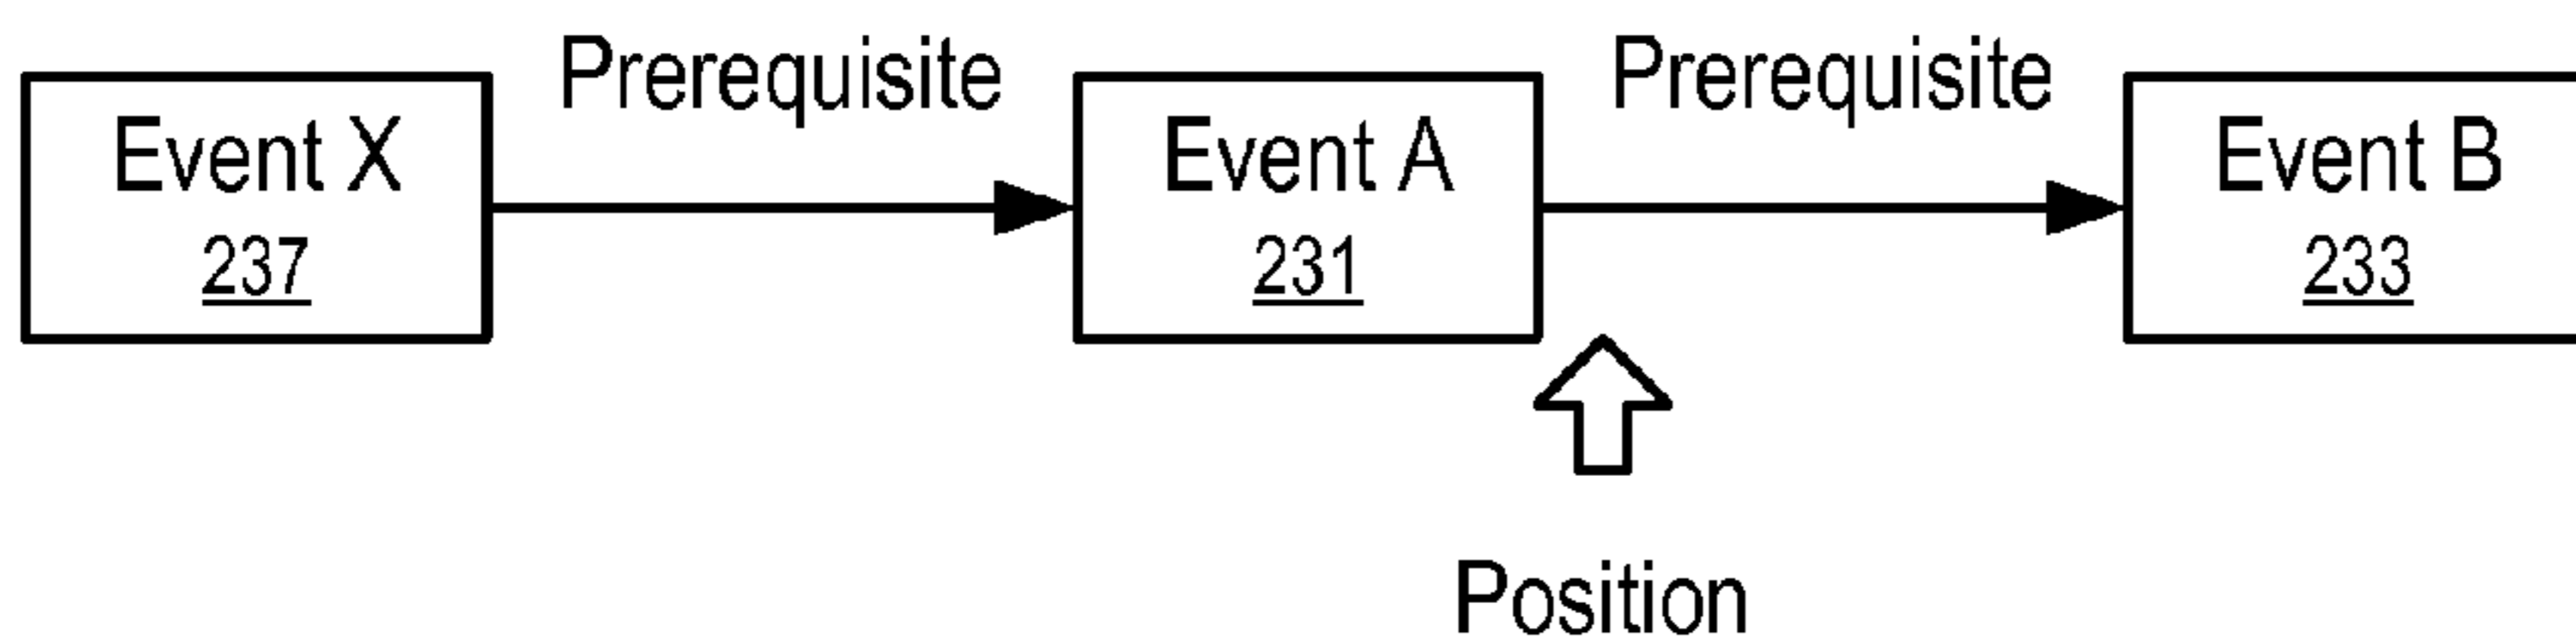 Prerequisite
Prerequisite
Event X
237
Event A
231
Event B
233
Position